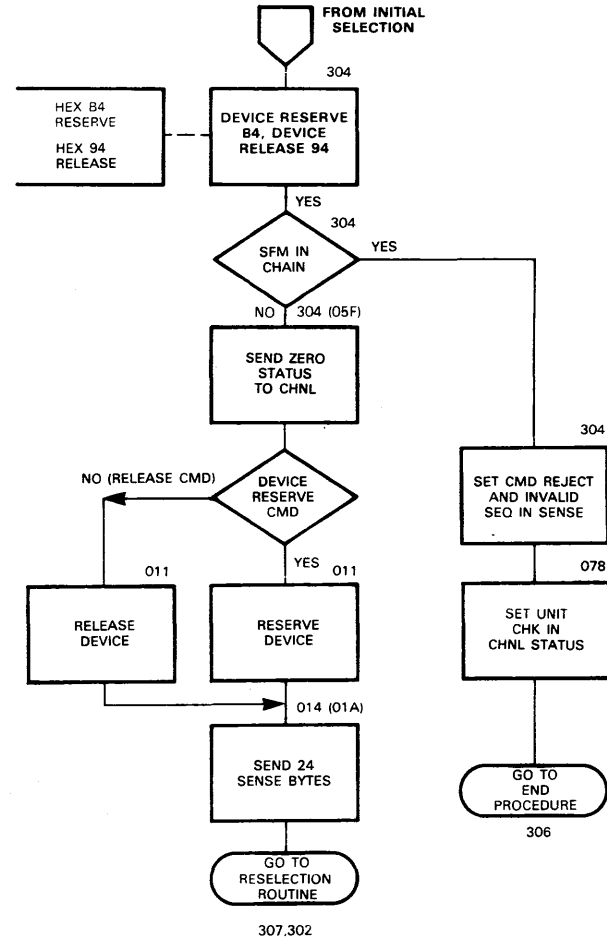 FROM INITIAL
SELECTION
304
HEX B4
RESERVE
HEX 94
RELEASE
DEVICE RESERVE
B4, DEVICE
RELEASE 94
YES
304
SFM IN
CHAIN
YES
NO
304 (05F)
SEND ZERO
STATUS
TO CHNL
304
SET CMD REJECT
AND INVALID
SEQ IN SENSE
NO (RELEASE CMD)
DEVICE
RESERVE
CMD
YES
011
011
RELEASE
DEVICE
RESERVE
DEVICE
078
SET UNIT
CHK IN
CHNL STATUS
014 (01A)
SEND 24
SENSE BYTES
GO TO
END
PROCEDURE
306
GO TO
RESELECTION
ROUTINE
307,302